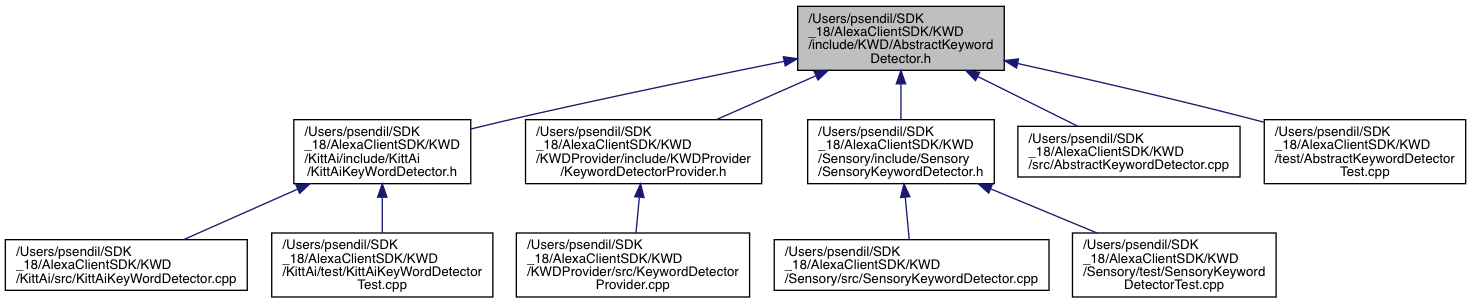 /Users/psendil/SDK
_18/AlexaClientSDK/KWD
/include/KWD/AbstractKeyword
Detector.h
/Users/psendil/SDK
_18/AlexaClientSDK/KWD
/KittAi/include/KittAi
/KittAiKeyWordDetector.h
/Users/psendil/SDK
_18/AlexaClientSDK/KWD
/KWDProvider/include/KWDProvider
/KeywordDetectorProvider.h
/Users/psendil/SDK
_18/AlexaClientSDK/KWD
/Sensory/include/Sensory
/SensoryKeywordDetector.h
/Users/psendil/SDK
_18/AlexaClientSDK/KWD
/src/AbstractKeywordDetector.cpp
/Users/psendil/SDK
_18/AlexaClientSDK/KWD
/test/AbstractKeywordDetector
Test.cpp
/Users/psendil/SDK
_18/AlexaClientSDK/KWD
/KittAi/src/KittAiKeyWordDetector.cpp
/Users/psendil/SDK
_18/AlexaClientSDK/KWD
/KittAi/test/KittAiKeyWordDetector
Test.cpp
/Users/psendil/SDK
_18/AlexaClientSDK/KWD
/KWDProvider/src/KeywordDetector
Provider.cpp
/Users/psendil/SDK
_18/AlexaClientSDK/KWD
/Sensory/src/SensoryKeywordDetector.cpp
/Users/psendil/SDK
_18/AlexaClientSDK/KWD
/Sensory/test/SensoryKeyword
DetectorTest.cpp